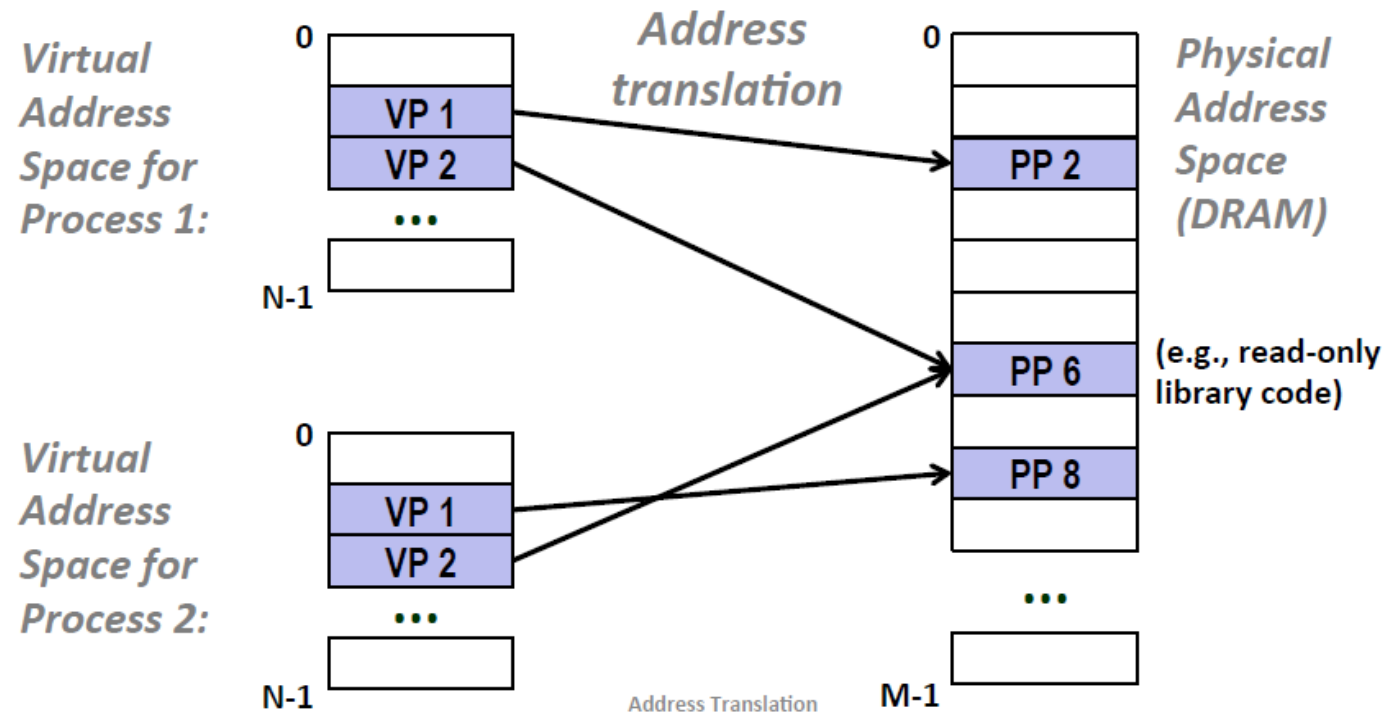 Virtual
Address
Space for
Process 1:
0
VP 1
VP 2
...
N-1
Address
translation
0
PP 2
PP 6
PP 8
...
M-1
Physical
Address
Space
(DRAM)
(e.g., read-only
library code)
Virtual
Address
Space for
Process 2:
0
VP 1
VP 2
...
N-1
Address Translation